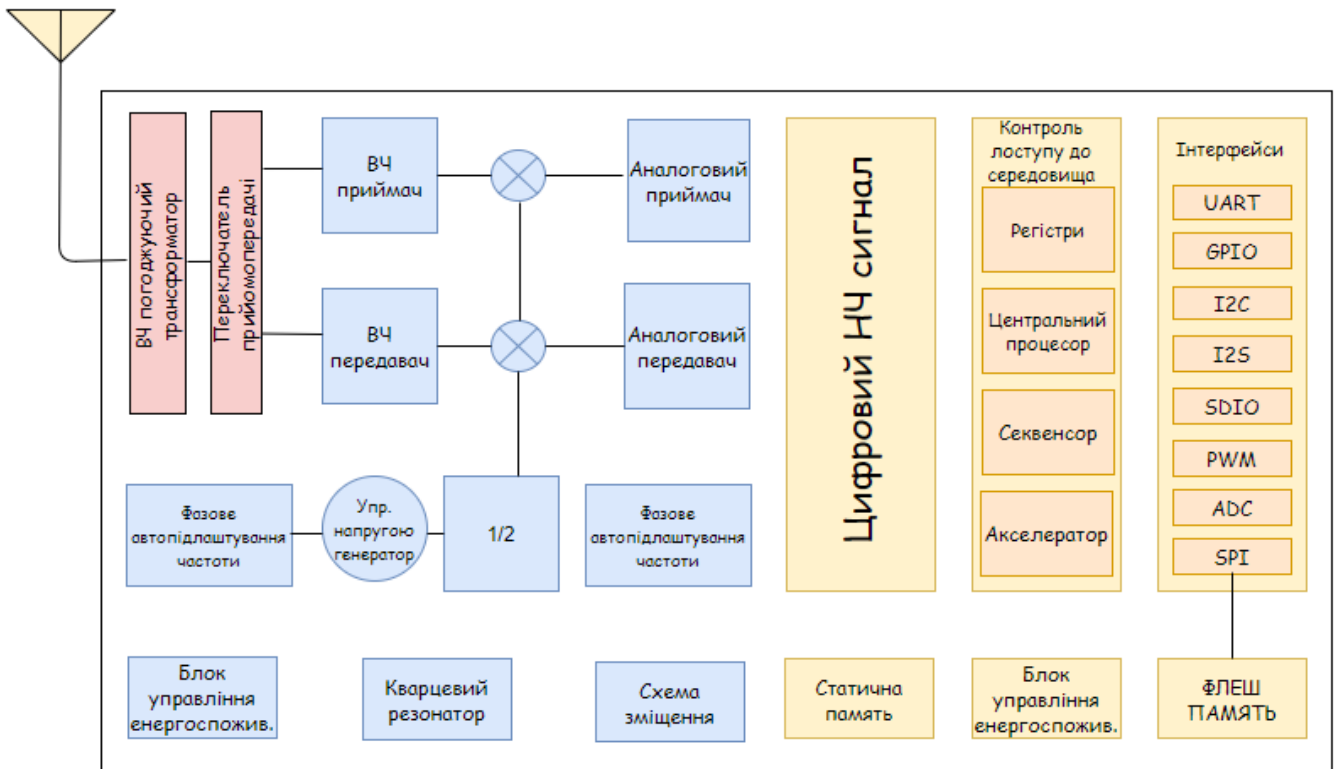 ВЧ погоджуючий
трансформатор
Переключатель
прийомопередачі
ВЧ
приймач
Аналоговий
приймач
ВЧ
передавач
Аналоговий
передавач
Фазове
автопідлаштування
частоти
Упр.
напругою
генератор
1/2
Фазове
автопідлаштування
частоти
Блок
управління
енергоспожив.
Кварцевий
резонатор
Схема
зміщення
Цифровий НЧ сигнал
Контроль
лоступу до
середовища
Регістри
Центральний
процесор
Секвенсор
Акселератор
Інтерфейси
UART
GPIO
I2C
I2S
SDIO
PWM
ADC
SPI
Статична
память
Блок
управління
енергоспожив.
ФЛЕШ
ПАМЯТЬ